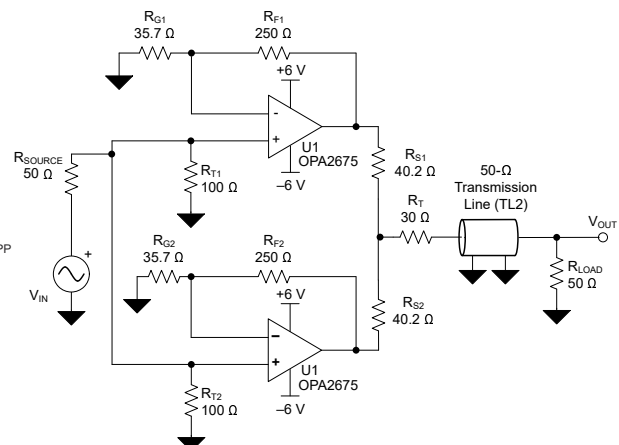 RG1
35.7 Ω
RF1
250 Ω
+6 V
-
+
U1
OPA2675
–6 V
RSOURCE
50 Ω
RT1
100 Ω
RS1
40.2 Ω
RT
30 Ω
50-Ω
Transmission
Line (TL2)
VOUT
RLOAD
50 Ω
PP
+
VIN
RG2
35.7 Ω
RF2
250 Ω
+6 V
–
+
U1
OPA2675
–6 V
RS2
40.2 Ω
RT2
100 Ω